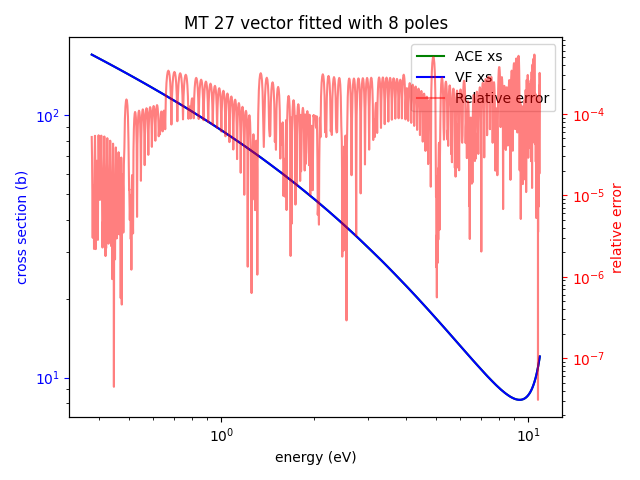 MT 27 vector fitted with 8 poles
ACE xs
VF xs
Relative error
cross section (b)
10²
10¹
10⁻⁴
10⁻⁵
10⁻⁶
10⁻⁷
relative error
10⁰
10¹
energy (eV)